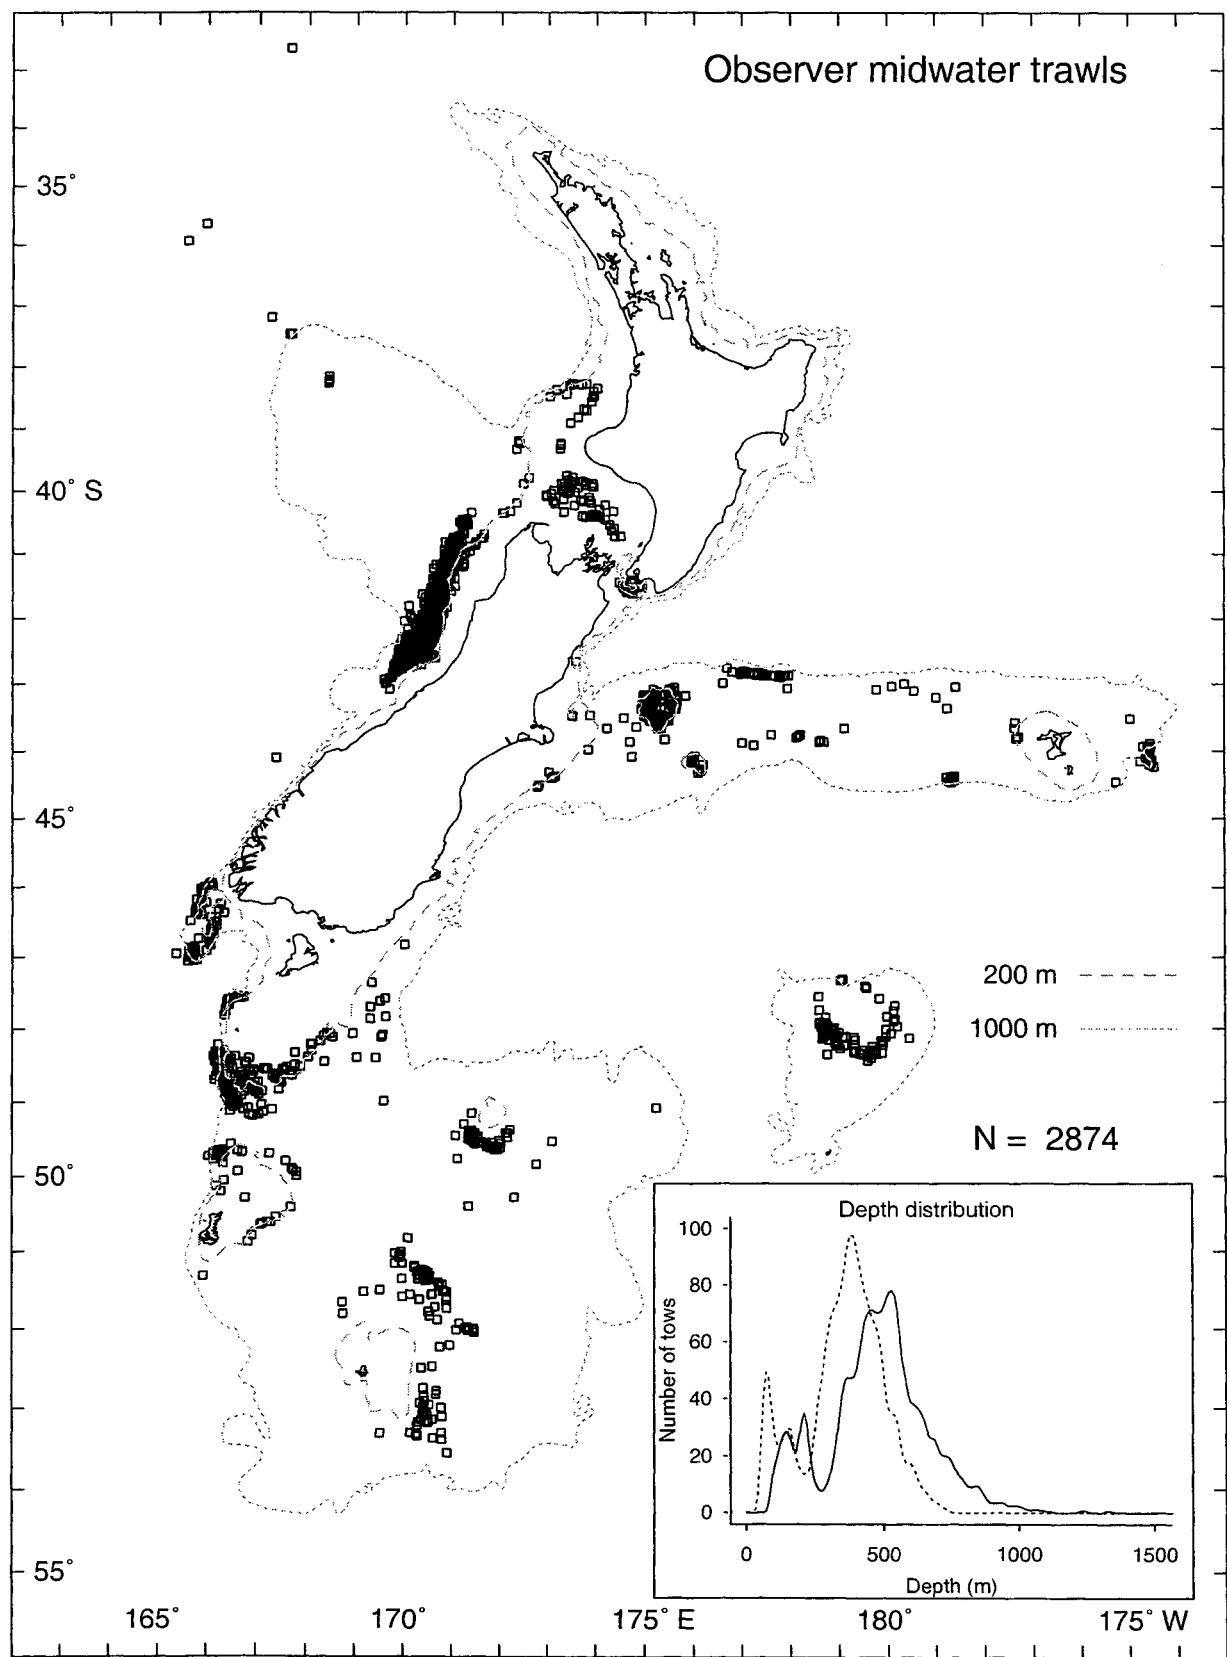 Observer midwater trawls
35°
40° S
45°
200 m
1000 m
N = 2874
50°
Depth distribution
100
80
60
40
20
0
Number of tows
0 500 1000 1500
Depth (m)
55°
165° 170° 175° E 180° 175° W